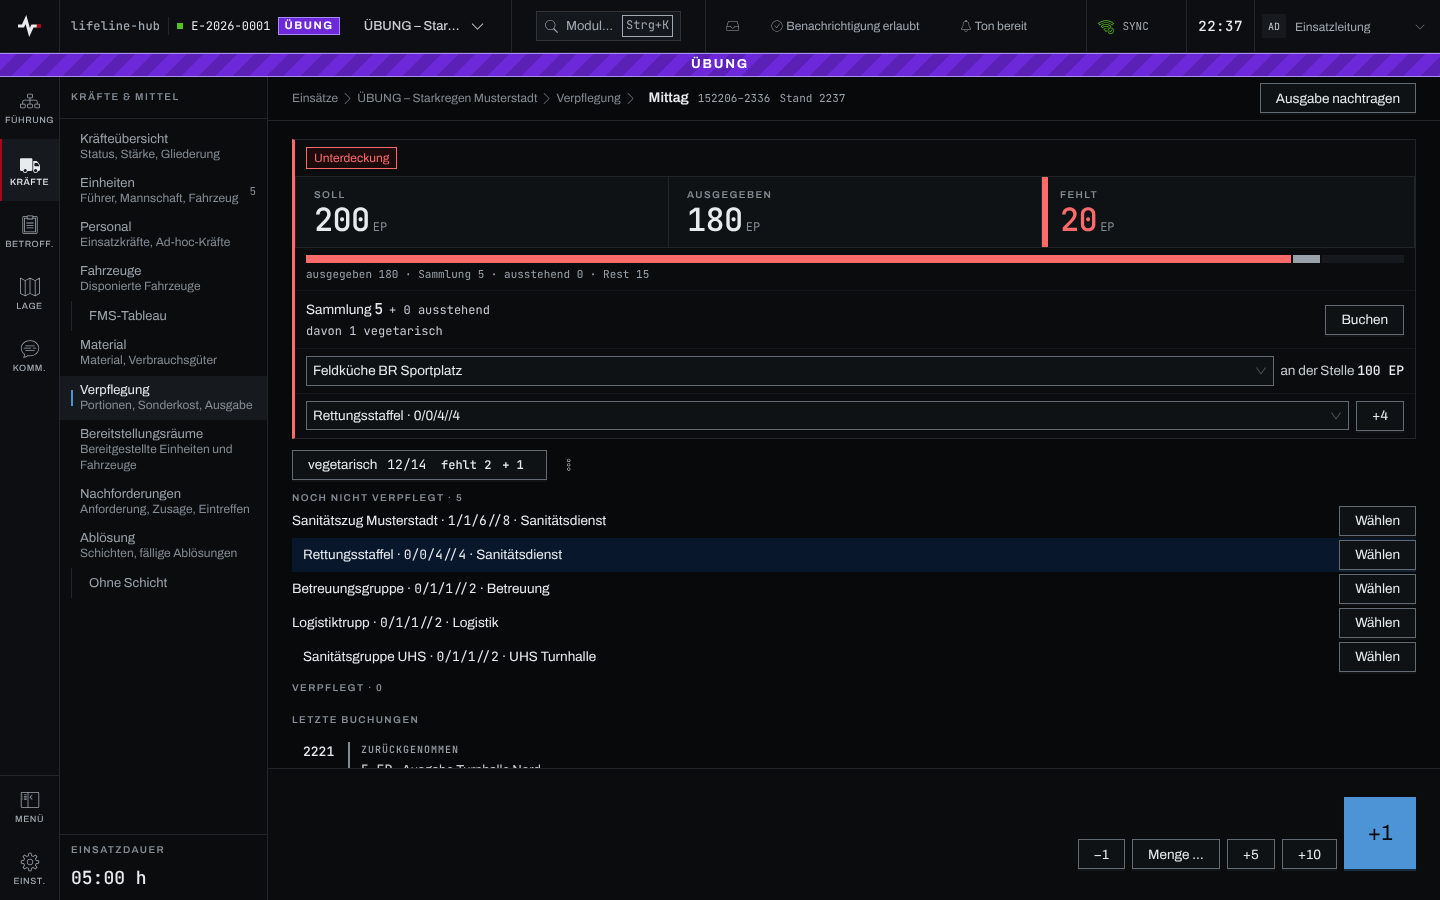 lifeline-hub
E-2026-0001 ÜBUNG
ÜBUNG – Star...
Modul... Strg+K
Benachrichtigung erlaubt
Ton bereit
SYNC
22:37
AD Einsatzleitung
ÜBUNG
FÜHRUNG
KRÄFTE
BETROFF.
LAGE
KOMM.
MENÜ
EINST.
KRÄFTE & MITTEL
Kräfteübersicht
Status, Stärke, Gliederung
Einheiten
Führer, Mannschaft, Fahrzeug 5
Personal
Einsatzkräfte, Ad-hoc-Kräfte
Fahrzeuge
Disponierte Fahrzeuge
FMS-Tableau
Material
Material, Verbrauchsgüter
Verpflegung
Portionen, Sonderkost, Ausgabe
Bereitstellungsräume
Bereitgestellte Einheiten und
Fahrzeuge
Nachforderungen
Anforderung, Zusage, Eintreffen
Ablösung
Schichten, fällige Ablösungen
Ohne Schicht
EINSATZDAUER
05:00 h
Einsätze > ÜBUNG – Starkregen Musterstadt > Verpflegung > Mittag 152206–2336 Stand 2237
Ausgabe nachtragen
Unterdeckung
SOLL
200 EP
AUSGEGEBEN
180 EP
FEHLT
20 EP
ausgegeben 180 · Sammlung 5 · ausstehend 0 · Rest 15
Sammlung 5 + 0 ausstehend
davon 1 vegetarisch
Buchen
Feldküche BR Sportplatz
an der Stelle 100 EP
Rettungsstaffel · 0/0/4//4
+4
vegetarisch 12/14 fehlt 2 + 1
NOCH NICHT VERPFLEGT · 5
Sanitätszug Musterstadt · 1/1/6//8 · Sanitätsdienst Wählen
Rettungsstaffel · 0/0/4//4 · Sanitätsdienst Wählen
Betreuungsgruppe · 0/1/1//2 · Betreuung Wählen
Logistiktrupp · 0/1/1//2 · Logistik Wählen
Sanitätsgruppe UHS · 0/1/1//2 · UHS Turnhalle Wählen
VERPFLEGT · 0
LETZTE BUCHUNGEN
2221 ZURÜCKGENOMMEN
5 EP · Ausgabe Turnhalle Nord
−1
Menge ...
+5
+10
+1